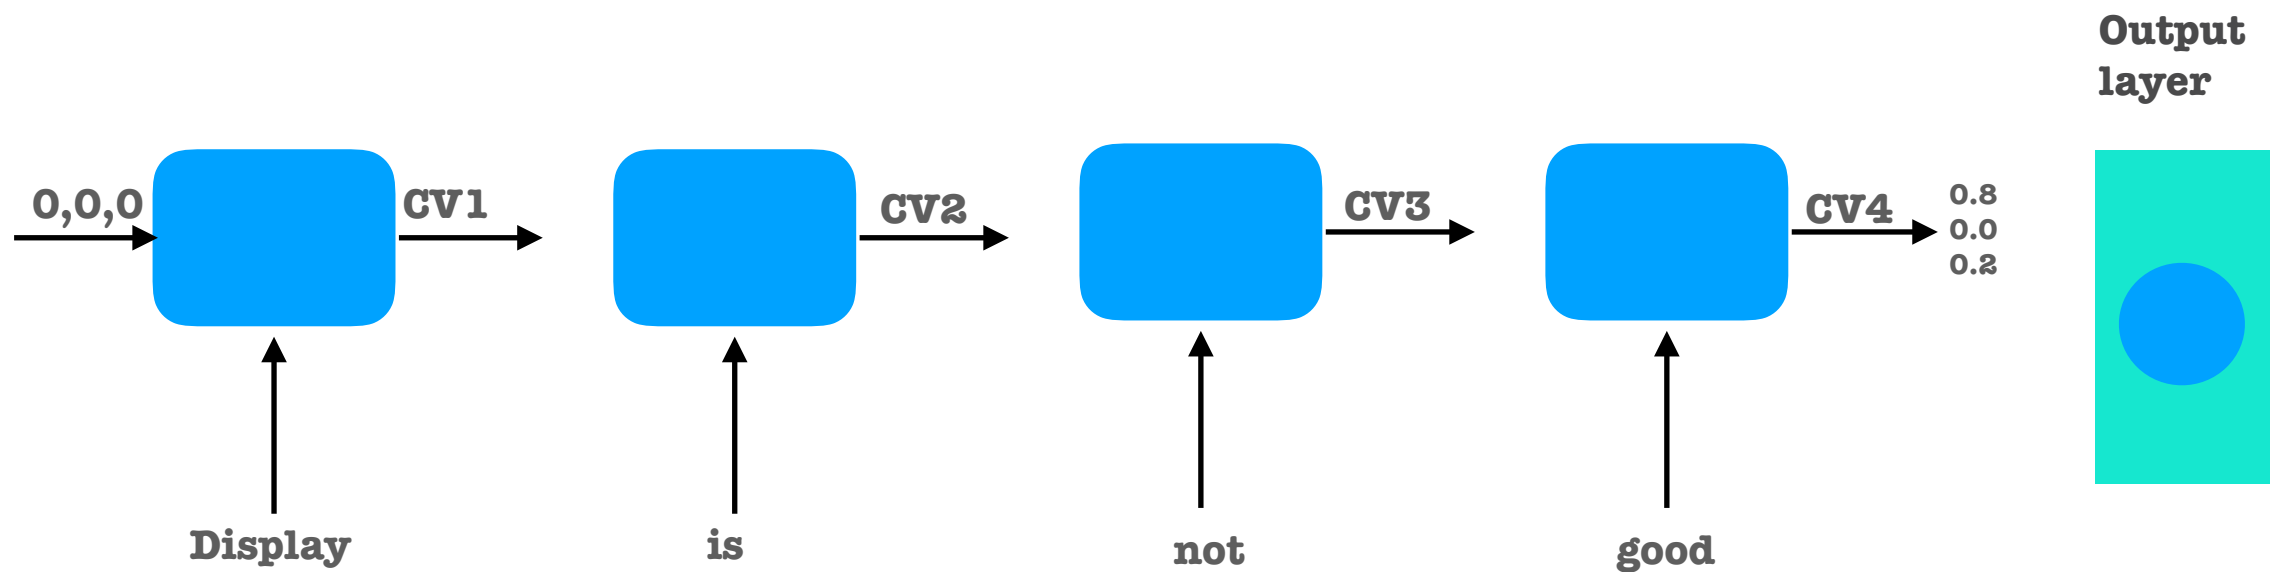 Output
layer
0,0,0
CV1
CV2
CV3
CV4
0.8
0.0
0.2
Display
is
not
good